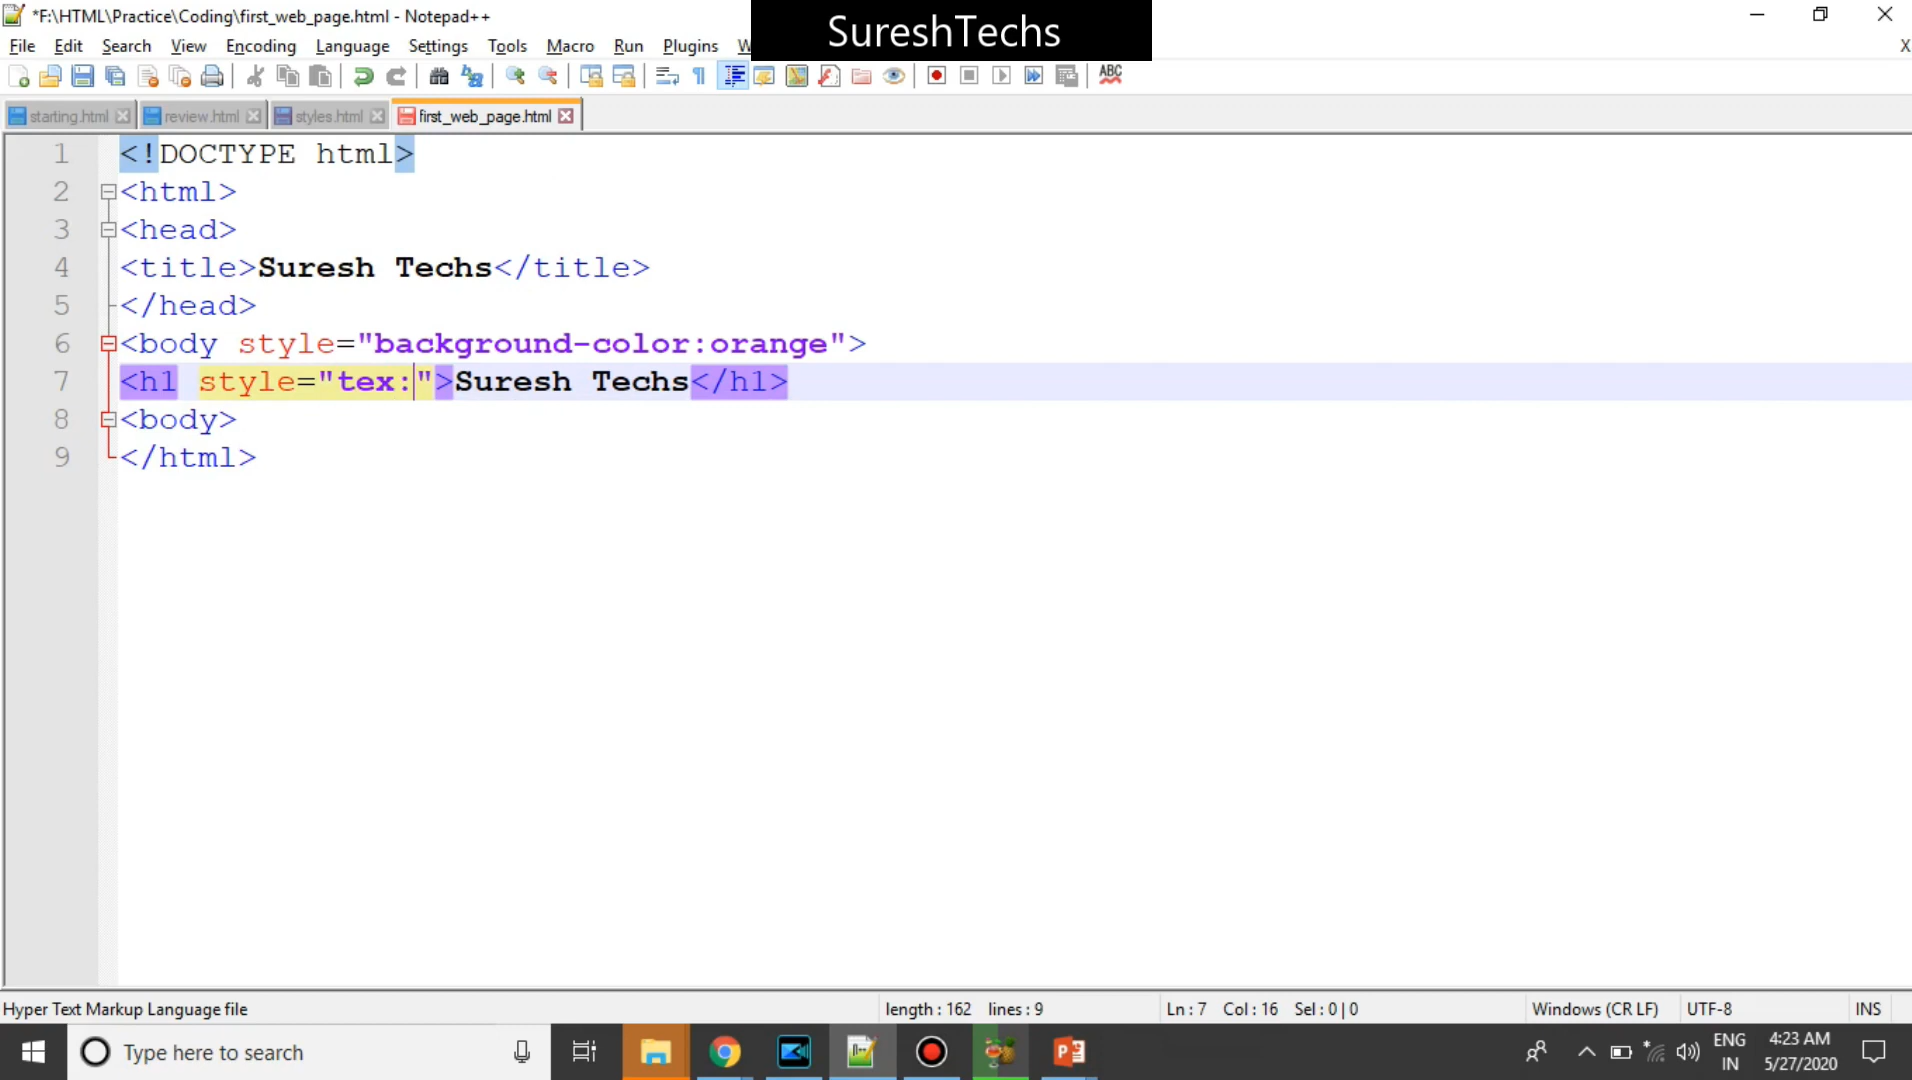 *F:\HTML\Practice\Coding\first_web_page.html - Notepad++
SureshTechs
File Edit Search View Encoding Language Settings Tools Macro Run Plugins W
X
ABC
starting.html review.html styles.html first_web_page.html
1 <!DOCTYPE html>
2 <html>
3 <head>
4 <title>Suresh Techs</title>
5 </head>
6 <body style="background-color:orange">
7 <h1 style="tex:">Suresh Techs</h1>
8 <body>
9 </html>
Hyper Text Markup Language file length : 162 lines : 9 Ln : 7 Col : 16 Sel : 0 | 0 Windows (CR LF) UTF-8 INS
Type here to search
ENG
IN
4:23 AM
5/27/2020